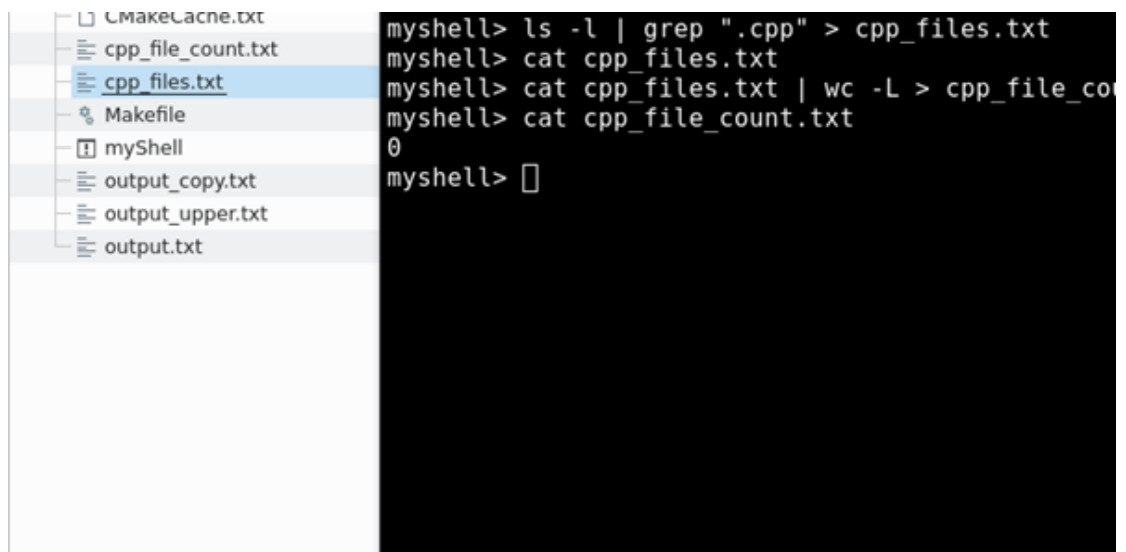 CMakeCache.txt
cpp_file_count.txt
cpp_files.txt
Makefile
myShell
output_copy.txt
output_upper.txt
output.txt
myshell> ls -l | grep ".cpp" > cpp_files.txt
myshell> cat cpp_files.txt
myshell> cat cpp_files.txt | wc -L > cpp_file_cou
myshell> cat cpp_file_count.txt
0
myshell>